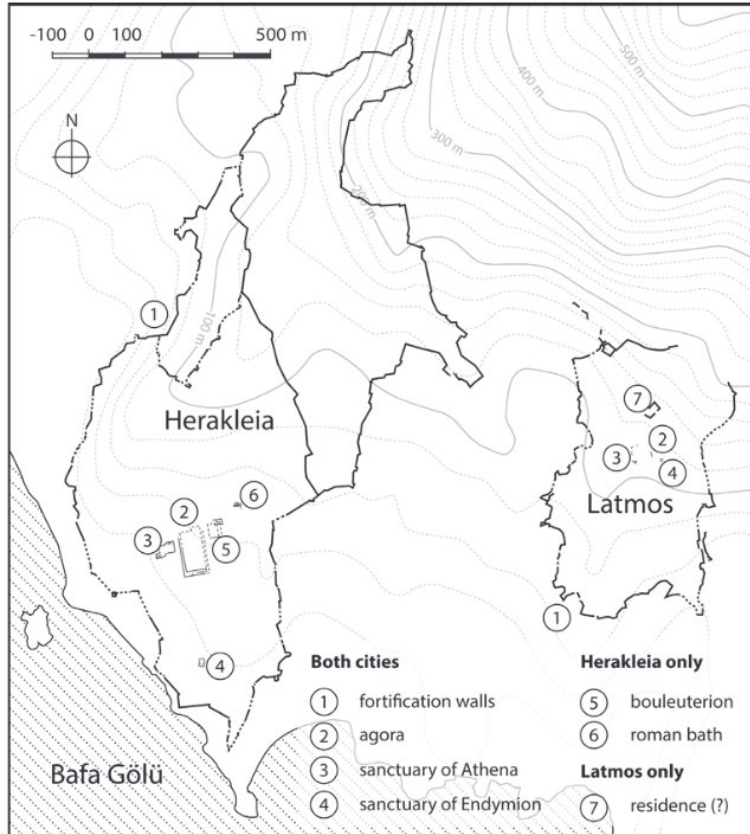 -100 0 100 500 m
N
500 m
400 m
300 m
200 m
100 m
1
Herakleia
7
2
3
4
Latmos
6
2
3
5
1
4
Bafa Gölü
Both cities
1 fortification walls
2 agora
3 sanctuary of Athena
4 sanctuary of Endymion
Herakleia only
5 bouleuterion
6 roman bath
Latmos only
7 residence (?)